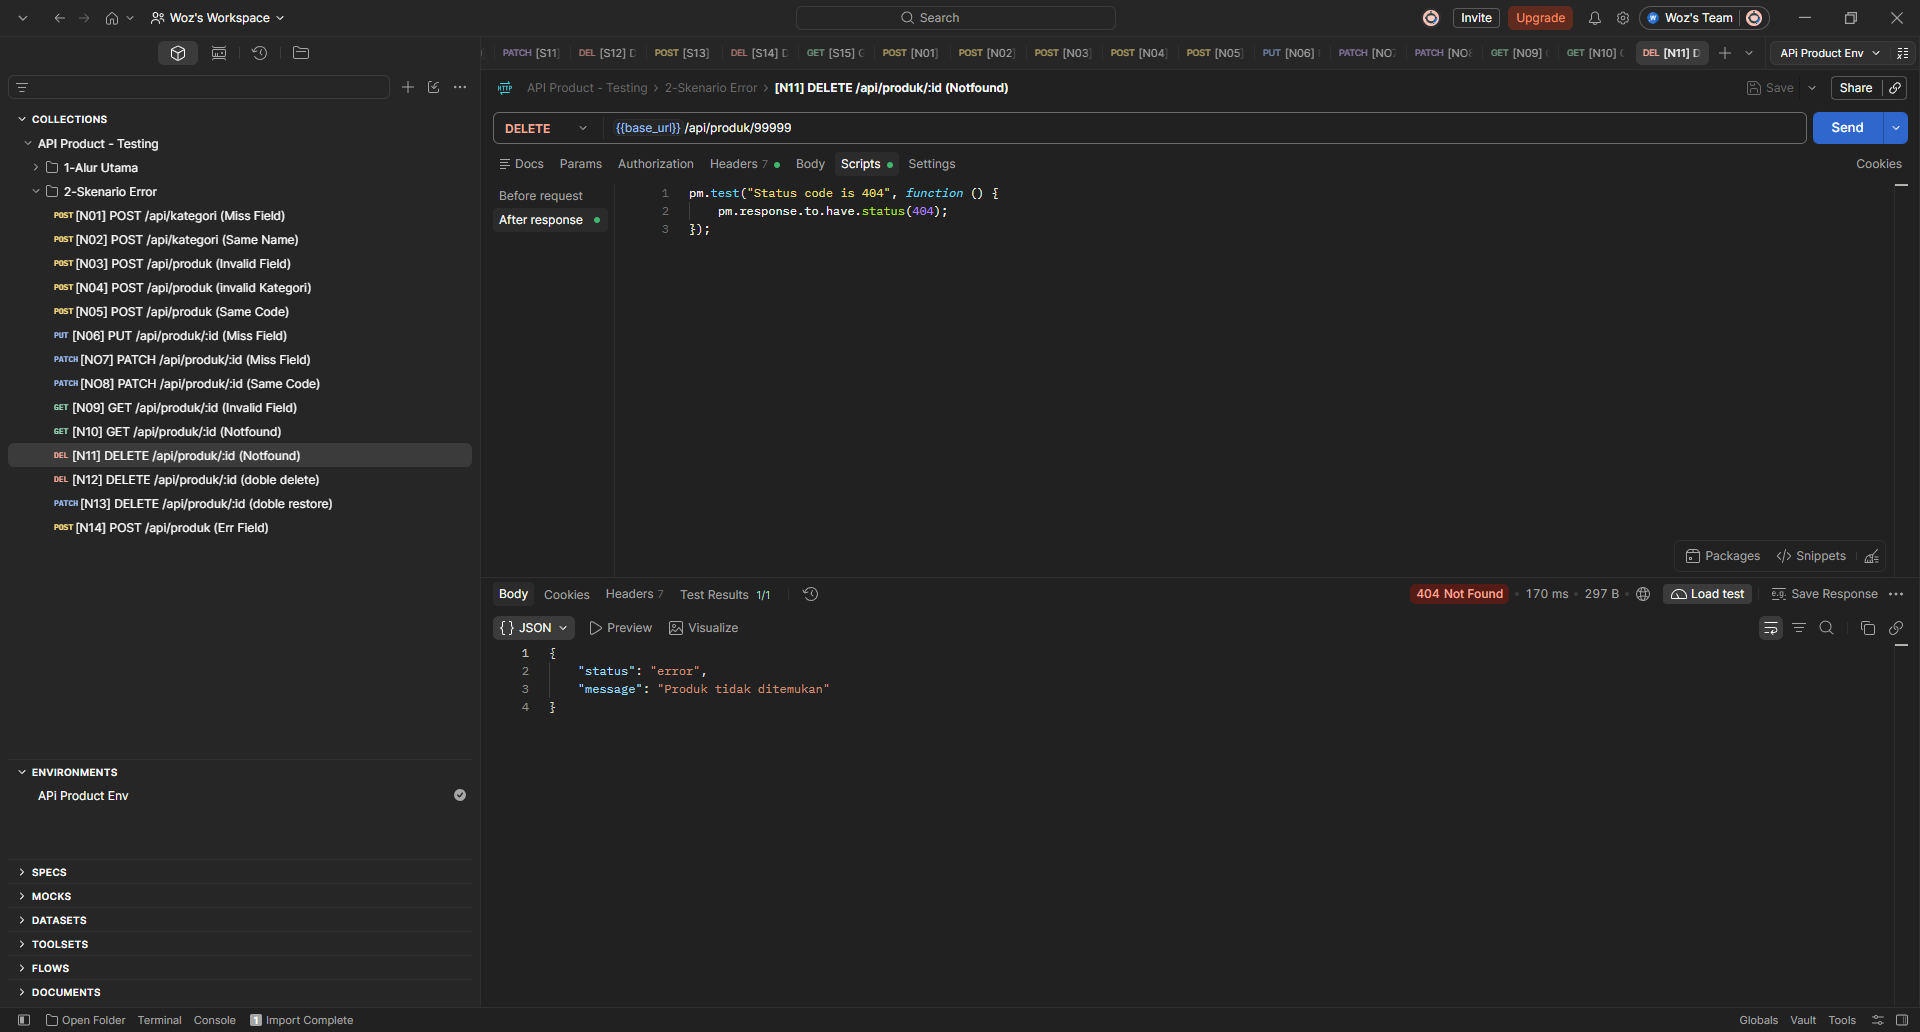 Woz's Workspace
Search
Invite
Upgrade
Woz's Team
PATCH [S11]
DEL [S12] D
POST [S13]
DEL [S14] D
GET [S15]
POST [N01]
POST [N02]
POST [N03]
POST [N04]
POST [N05]
PUT [N06]
PATCH [NO7
PATCH [NO8
GET [N09]
GET [N10]
DEL [N11] D
APi Product Env
COLLECTIONS
API Product - Testing
1-Alur Utama
2-Skenario Error
POST [N01] POST /api/kategori (Miss Field)
POST [N02] POST /api/kategori (Same Name)
POST [N03] POST /api/produk (Invalid Field)
POST [N04] POST /api/produk (invalid Kategori)
POST [N05] POST /api/produk (Same Code)
PUT [N06] PUT /api/produk/:id (Miss Field)
PATCH [NO7] PATCH /api/produk/:id (Miss Field)
PATCH [NO8] PATCH /api/produk/:id (Same Code)
GET [N09] GET /api/produk/:id (Invalid Field)
GET [N10] GET /api/produk/:id (Notfound)
DEL [N11] DELETE /api/produk/:id (Notfound)
DEL [N12] DELETE /api/produk/:id (doble delete)
PATCH [N13] DELETE /api/produk/:id (doble restore)
POST [N14] POST /api/produk (Err Field)
ENVIRONMENTS
APi Product Env
SPECS
MOCKS
DATASETS
TOOLSETS
FLOWS
DOCUMENTS
HTTP API Product - Testing > 2-Skenario Error > [N11] DELETE /api/produk/:id (Notfound)
Save
Share
DELETE {{base_url}} /api/produk/99999
Send
Docs Params Authorization Headers 7 Body Scripts Settings
Cookies
Before request
After response
1 pm.test("Status code is 404", function () {
2 pm.response.to.have.status(404);
3 });
Packages </> Snippets
Body Cookies Headers 7 Test Results 1/1
404 Not Found • 170 ms • 297 B
Load test
e.g. Save Response
{} JSON
Preview
Visualize
1 {
2 "status": "error",
3 "message": "Produk tidak ditemukan"
4 }
Open Folder Terminal Console 1 Import Complete
Globals Vault Tools